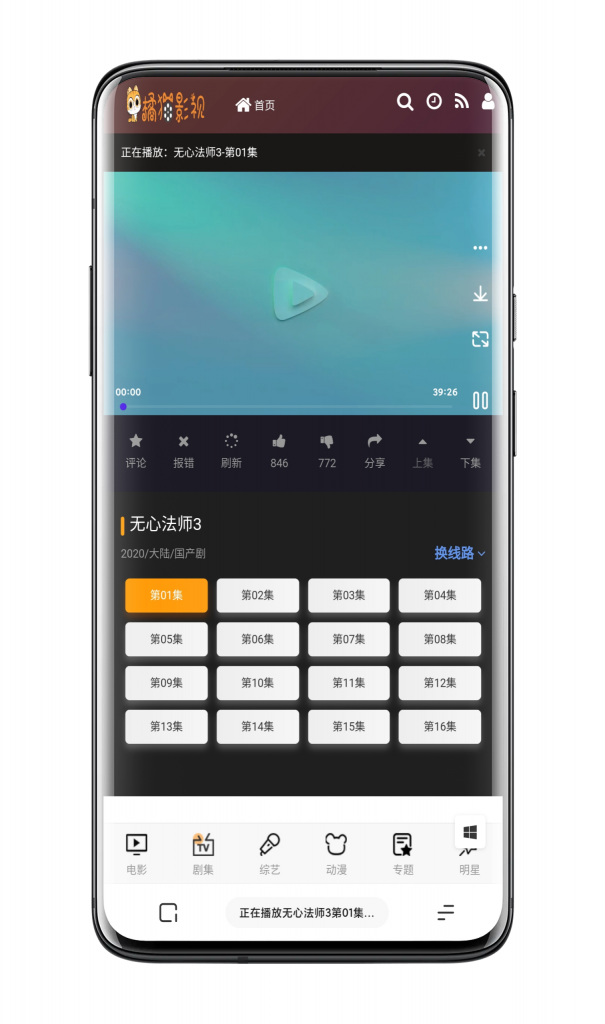 橘猫影视
首页
正在播放：无心法师3-第01集
00:00
39:26
评论 报错 刷新 846 772 分享 上集 下集
无心法师3
2020/大陆/国产剧
换线路
第01集 第02集 第03集 第04集
第05集 第06集 第07集 第08集
第09集 第10集 第11集 第12集
第13集 第14集 第15集 第16集
TV
电影 剧集 综艺 动漫 专题 明星
正在播放无心法师3第01集...